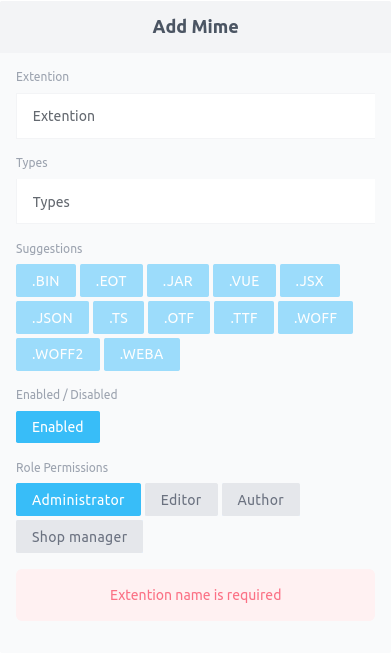 Add Mime
Extention
Extention
Types
Types
Suggestions
.BIN .EOT .JAR .VUE .JSX
.JSON .TS .OTF .TTF .WOFF
.WOFF2 .WEBA
Enabled / Disabled
Enabled
Role Permissions
Administrator Editor Author
Shop manager
Extention name is required